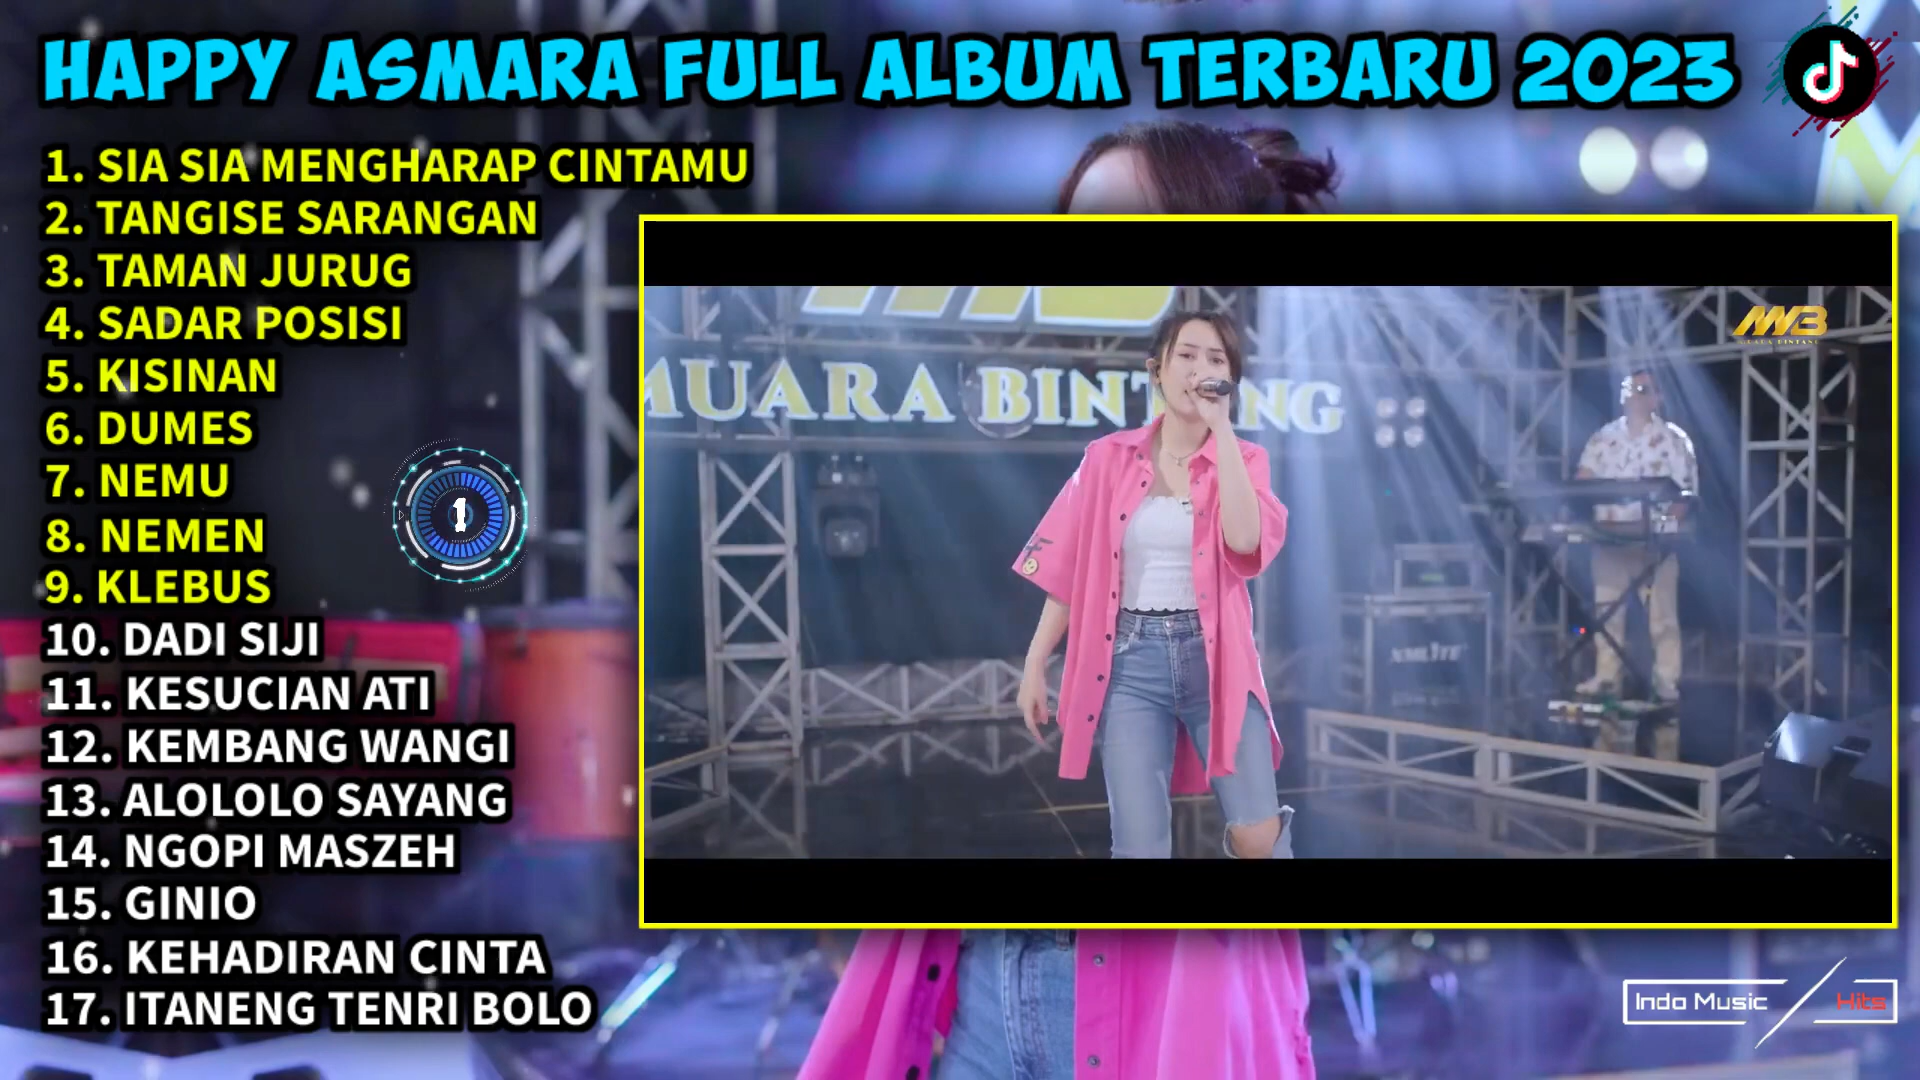 HAPPY ASMARA FULL ALBUM TERBARU 2023
1. SIA SIA MENGHARAP CINTAMU
2. TANGISE SARANGAN
3. TAMAN JURUG
4. SADAR POSISI
5. KISINAN
6. DUMES
7. NEMU
8. NEMEN
9. KLEBUS
10. DADI SIJI
11. KESUCIAN ATI
12. KEMBANG WANGI
13. ALOLOLO SAYANG
14. NGOPI MASZEH
15. GINIO
16. KEHADIRAN CINTA
17. ITANENG TENRI BOLO
1
MB
MUARA BINTANG
Indo Music Hits